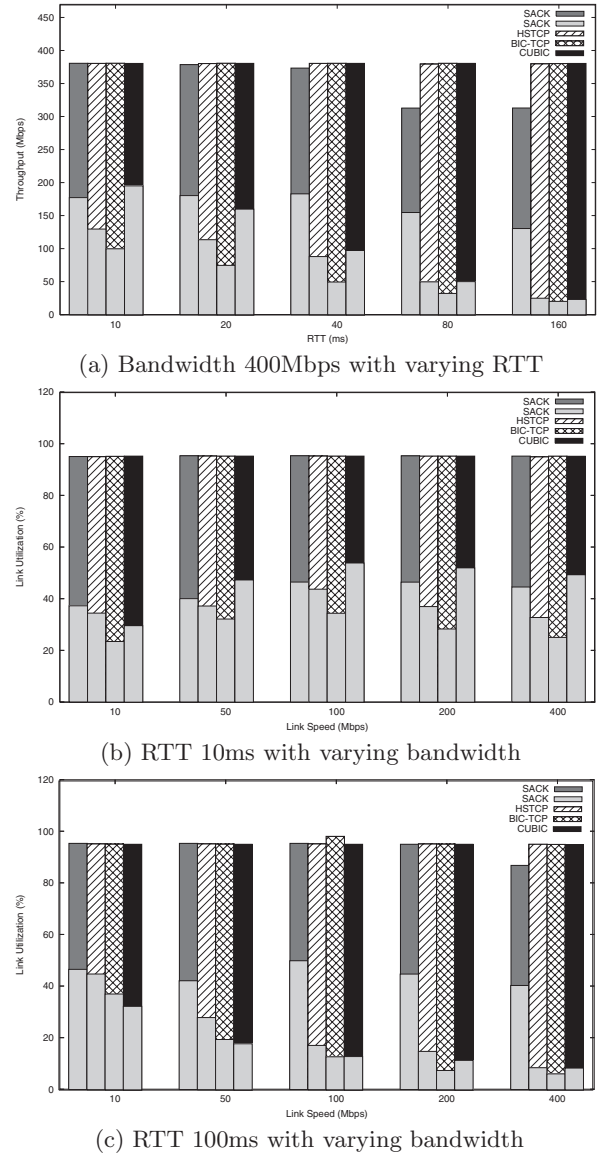 450
400
350
300
250
200
150
100
50
0
Throughput (Mbps)
SACK
SACK
HSTCP
BIC-TCP
CUBIC
10 20 40 80 160
RTT (ms)
(a) Bandwidth 400Mbps with varying RTT
120
100
80
60
40
20
0
Link Utilization (%)
SACK
SACK
HSTCP
BIC-TCP
CUBIC
10 50 100 200 400
Link Speed (Mbps)
(b) RTT 10ms with varying bandwidth
120
100
80
60
40
20
0
Link Utilization (%)
SACK
SACK
HSTCP
BIC-TCP
CUBIC
10 50 100 200 400
Link Speed (Mbps)
(c) RTT 100ms with varying bandwidth